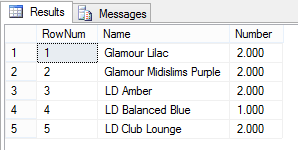 Results Messages
RowNum Name Number
1 1 Glamour Lilac 2.000
2 2 Glamour Midislims Purple 2.000
3 3 LD Amber 2.000
4 4 LD Balanced Blue 1.000
5 5 LD Club Lounge 2.000